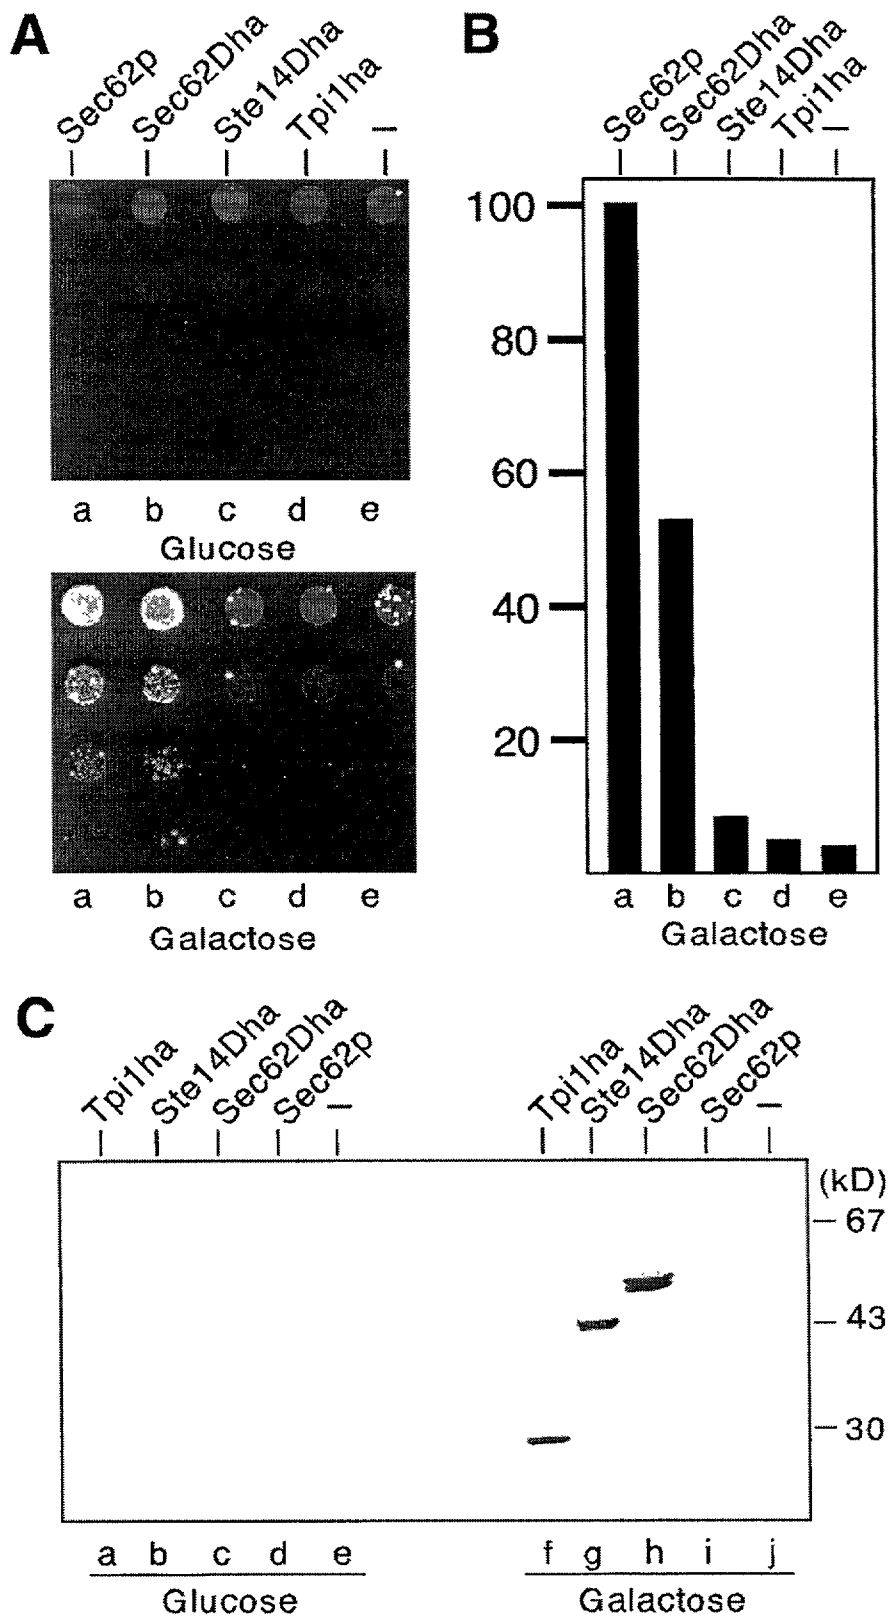 A
Sec62p Sec62Dha Ste14Dha Tpi1ha –
a b c d e
Glucose
a b c d e
Galactose
B
Sec62p Sec62Dha Ste14Dha Tpi1ha –
100
80
60
40
20
a b c d e
Galactose
C
Tpi1ha Ste14Dha Sec62Dha Sec62p – Tpi1ha Ste14Dha Sec62Dha Sec62p –
(kD)
67
43
30
a b c d e f g h i j
Glucose Galactose